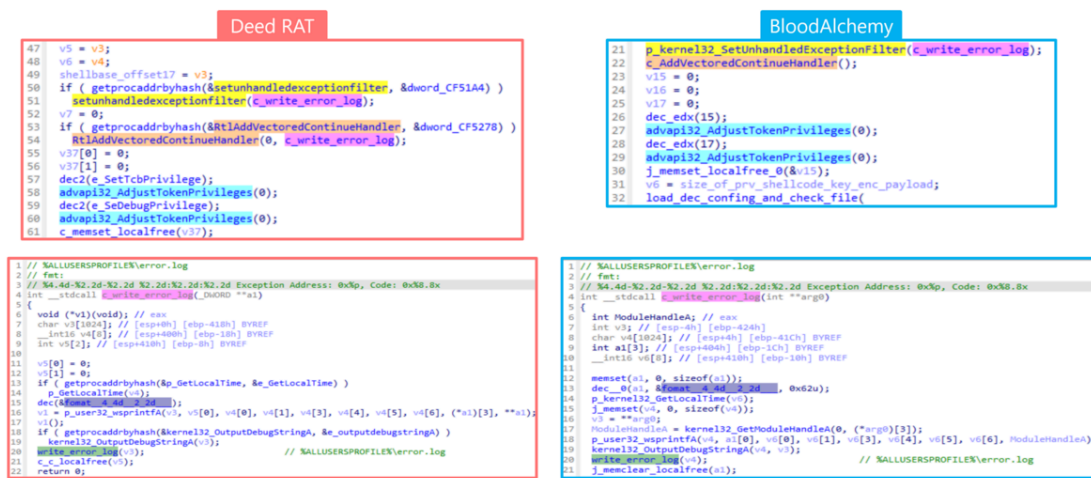 Deed RAT
47 v5 = v3;
48 v6 = v4;
49 shellbase_offset17 = v3;
50 if ( getprocaddrbyhash(&setunhandledexceptionfilter, &dword_CF51A4) )
51 setunhandledexceptionfilter(c_write_error_log);
52 v7 = 0;
53 if ( getprocaddrbyhash(&RtlAddVectoredContinueHandler, &dword_CF5278) )
54 RtlAddVectoredContinueHandler(0, c_write_error_log);
55 v37[0] = 0;
56 v37[1] = 0;
57 dec2(e_SetTcbPrivilege);
58 advapi32_AdjustTokenPrivileges(0);
59 dec2(e_SeDebugPrivilege);
60 advapi32_AdjustTokenPrivileges(0);
61 c_memset_localfree(v37);
BloodAlchemy
21 p_kernel32_SetUnhandledExceptionFilter(c_write_error_log);
22 c_AddVectoredContinueHandler();
23 v15 = 0;
24 v16 = 0;
25 v17 = 0;
26 dec_edx(15);
27 advapi32_AdjustTokenPrivileges(0);
28 dec_edx(17);
29 advapi32_AdjustTokenPrivileges(0);
30 j_memset_localfree_0(&v15);
31 v6 = size_of_prv_shellcode_key_enc_payload;
32 load_dec_confing_and_check_file(
1 // %ALLUSERSPROFILE%\error.log
2 // fmt:
3 // %4.4d-%2.2d-%2.2d %2.2d:%2.2d:%2.2d Exception Address: 0x%p, Code: 0x%8.8x
4 int __stdcall c_write_error_log(_DWORD **a1)
5 {
6 void (*v1)(void); // eax
7 char v3[1024]; // [esp+0h] [ebp-418h] BYREF
8 __int16 v4[8]; // [esp+400h] [ebp-18h] BYREF
9 int v5[2]; // [esp+410h] [ebp-8h] BYREF
10
11 v5[0] = 0;
12 v5[1] = 0;
13 if ( getprocaddrbyhash(&p_GetLocalTime, &e_GetLocalTime) )
14 p_GetLocalTime(v4);
15 dec(&fomat__4_4d__2_2d___);
16 v1 = p_user32_wsprintfA(v3, v5[0], v4[0], v4[1], v4[3], v4[4], v4[5], v4[6], (*a1)[3], **a1);
17 v1();
18 if ( getprocaddrbyhash(&kernel32_OutputDebugStringA, &e_outputdebugstringA) )
19 kernel32_OutputDebugStringA(v3);
20 write_error_log(v3); // %ALLUSERSPROFILE%\error.log
21 c_c_localfree(v5);
22 return 0;
1 // %ALLUSERSPROFILE%\error.log
2 // fmt:
3 // %4.4d-%2.2d-%2.2d %2.2d:%2.2d:%2.2d Exception Address: 0x%p, Code: 0x%8.8x
4 int __stdcall c_write_error_log(int **arg0)
5 {
6 int ModuleHandleA; // eax
7 int v3; // [esp-4h] [ebp-424h]
8 char v4[1024]; // [esp+4h] [ebp-41Ch] BYREF
9 int a1[3]; // [esp+404h] [ebp-1Ch] BYREF
10 __int16 v6[8]; // [esp+410h] [ebp-10h] BYREF
11
12 memset(a1, 0, sizeof(a1));
13 dec__0(a1, &fomat__4_4d__2_2d___, 0x62u);
14 p_kernel32_GetLocalTime(v6);
15 j_memset(v4, 0, sizeof(v4));
16 v3 = **arg0;
17 ModuleHandleA = kernel32_GetModuleHandleA(0, (*arg0)[3]);
18 p_user32_wsprintfA(v4, a1[0], v6[0], v6[1], v6[3], v6[4], v6[5], v6[6], ModuleHandleA)
19 kernel32_OutputDebugStringA(v4, v3);
20 write_error_log(v4); // %ALLUSERSPROFILE%\error.log
21 j_memclear_localfree(a1);